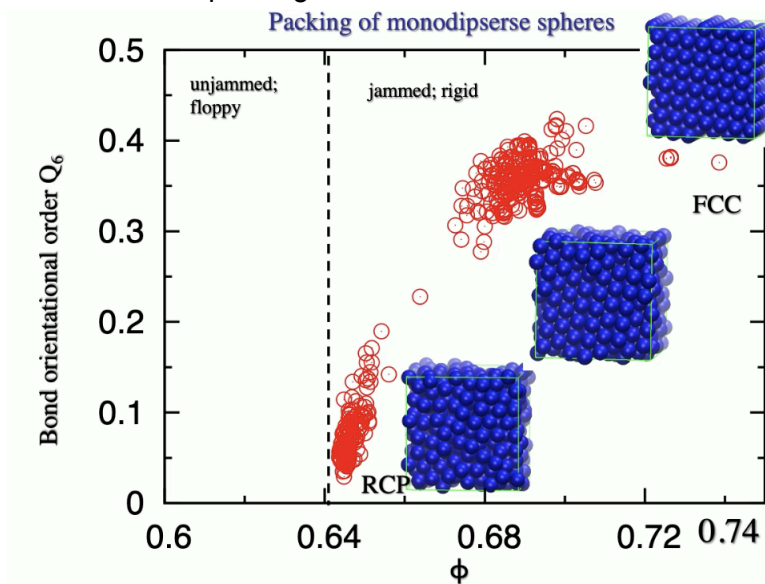 Packing of monodipserse spheres
0.5
0.4
0.3
0.2
0.1
0
Bond orientational order Q6
unjammed;
floppy
jammed; rigid
FCC
RCP
0.6
0.64
0.68
0.72
0.74
ϕ